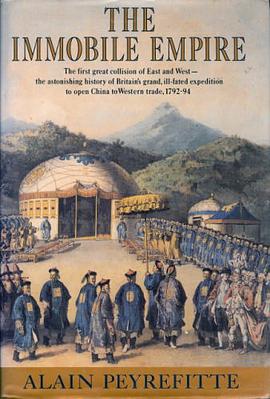 THE
IMMOBILE EMPIRE
The first great collision of East and West—
the astonishing history of Britain's grand, ill-fated expedition
to open China to Western trade, 1792-94
ALAIN PEYREFITTE